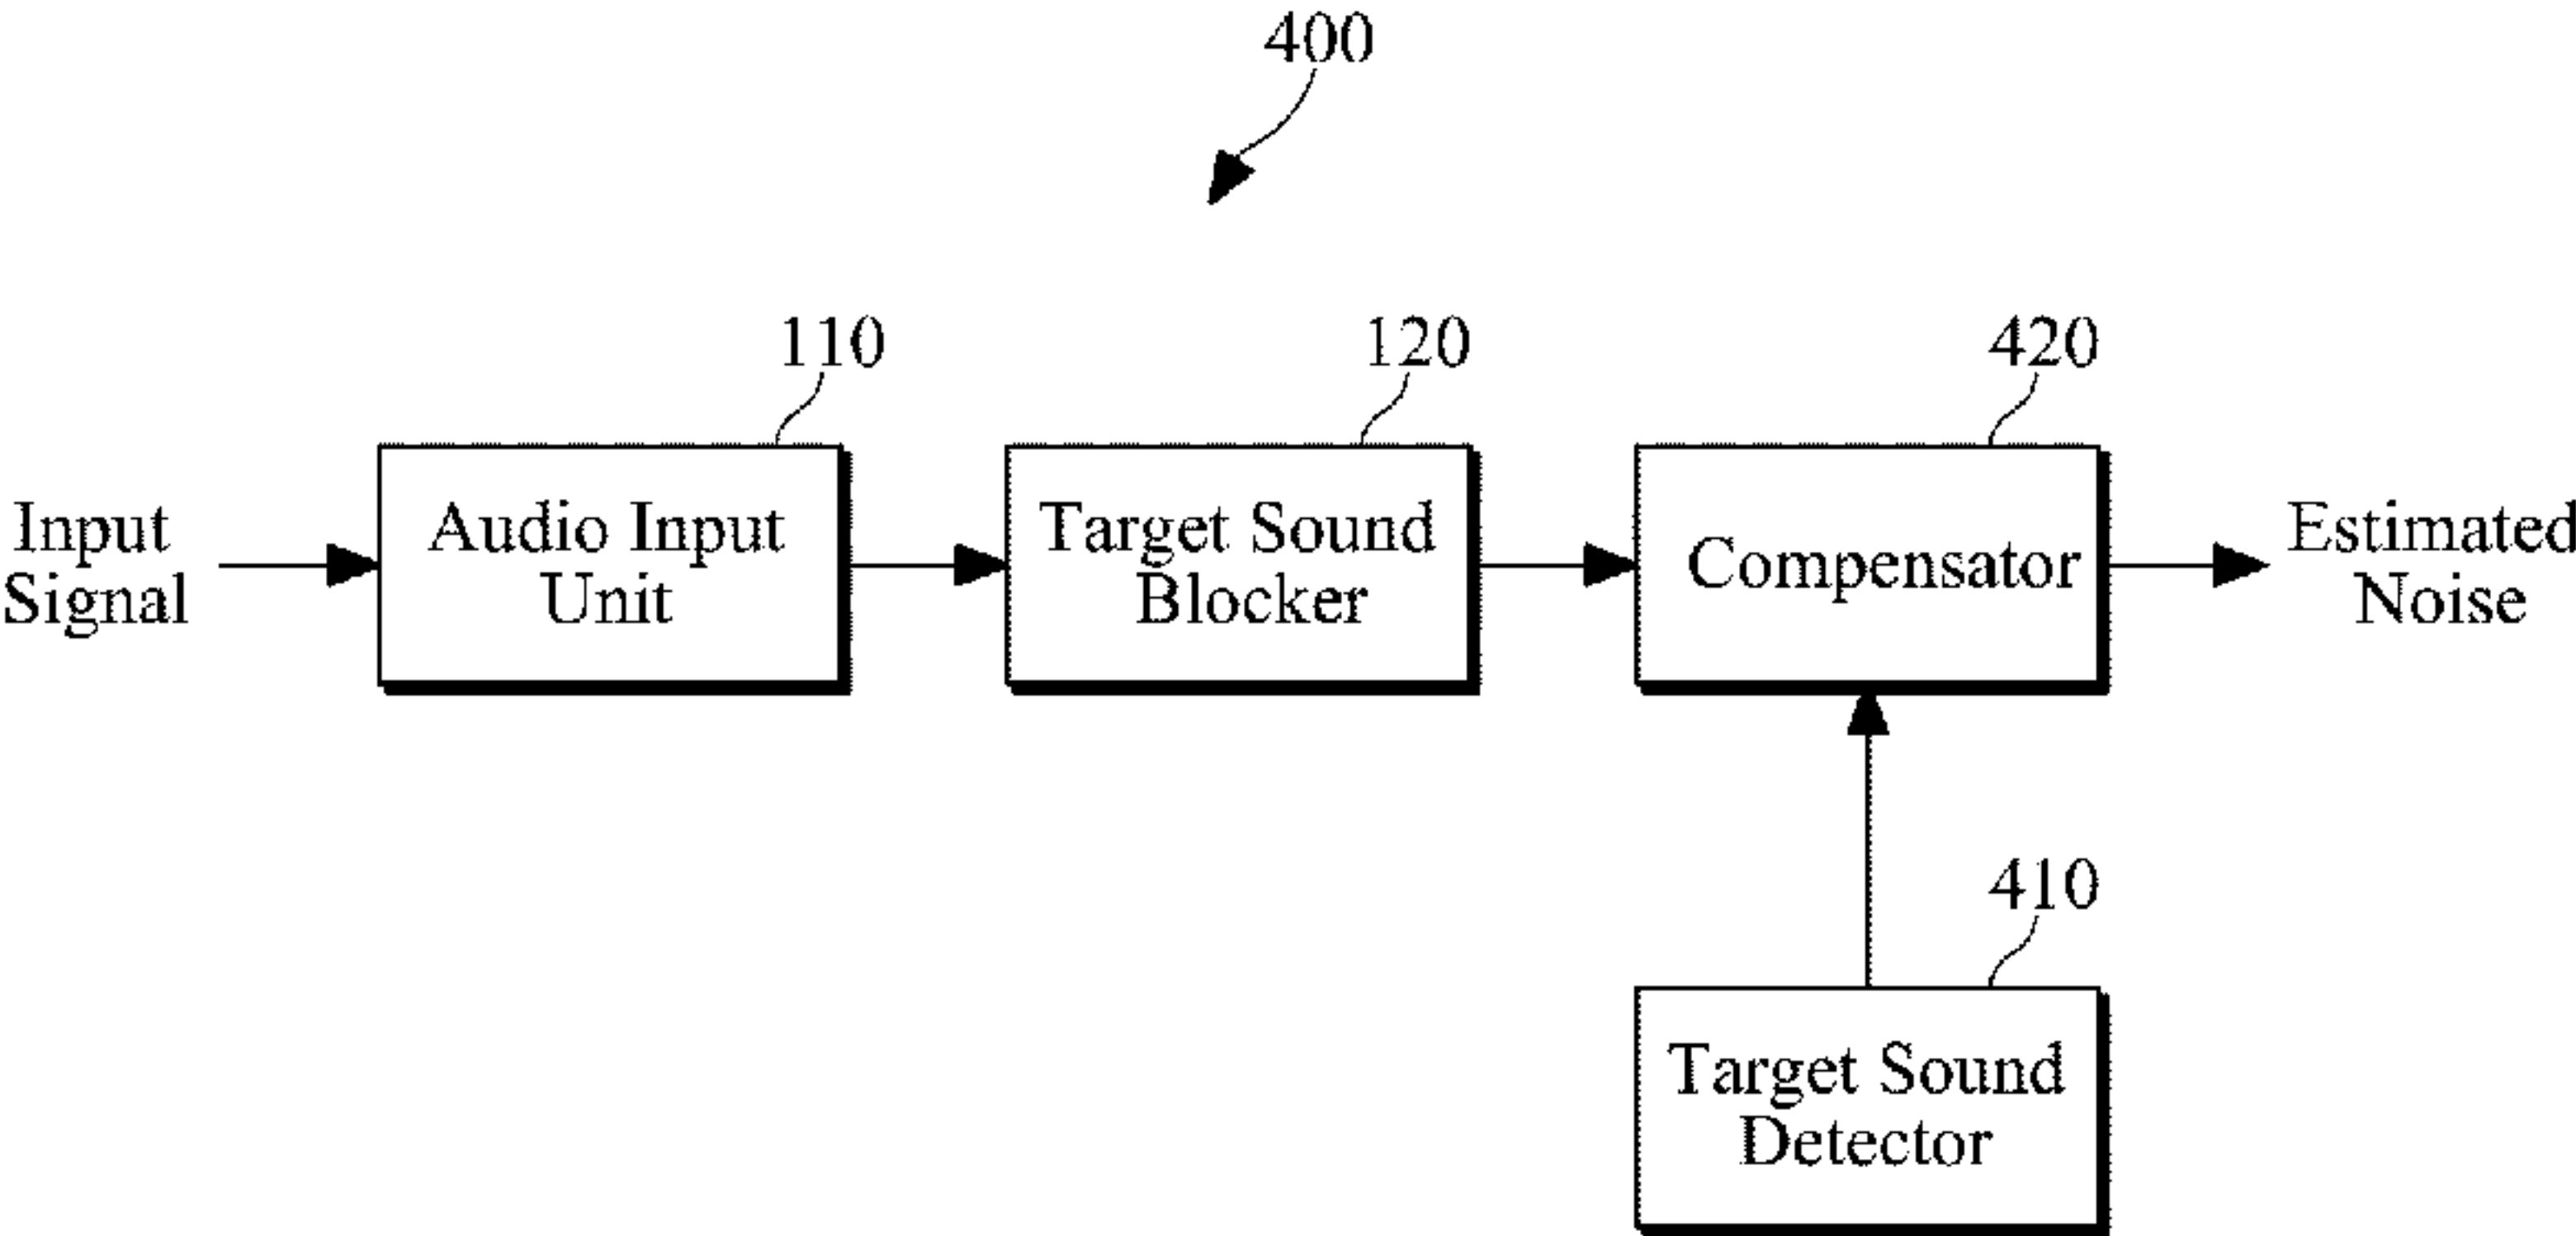 400
110
120
420
Input
Signal
Audio Input
Unit
Target Sound
Blocker
Compensator
Estimated
Noise
410
Target Sound
Detector